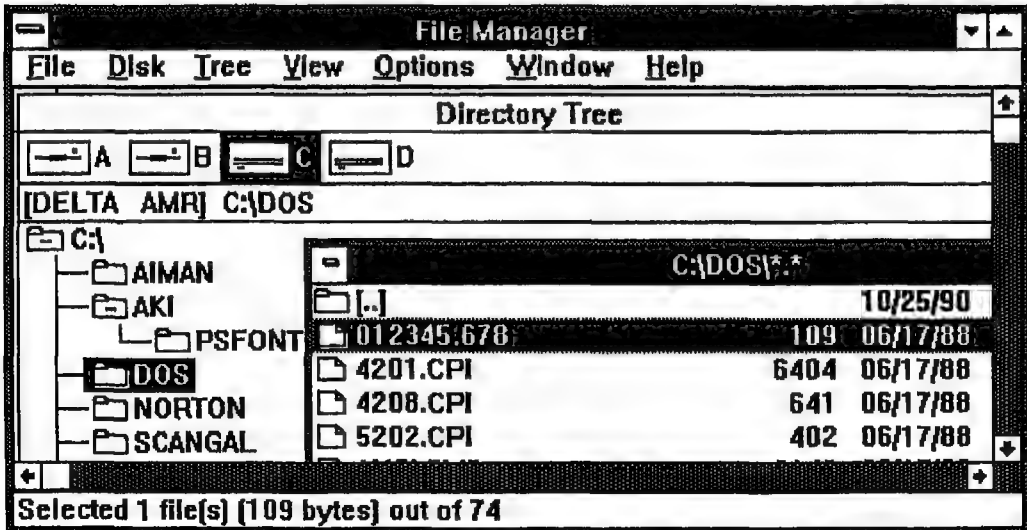 File Manager
File Disk Tree View Options Window Help
Directory Tree
A B C D
[DELTA AMR] C:\DOS
C:\
AIMAN
AKI
PSFONT
DOS
NORTON
SCANGAL
C:\DOS\*.*
[..] 10/25/90
012345.678 109 06/17/88
4201.CPI 6404 06/17/88
4208.CPI 641 06/17/88
5202.CPI 402 06/17/88
Selected 1 file(s) (109 bytes) out of 74